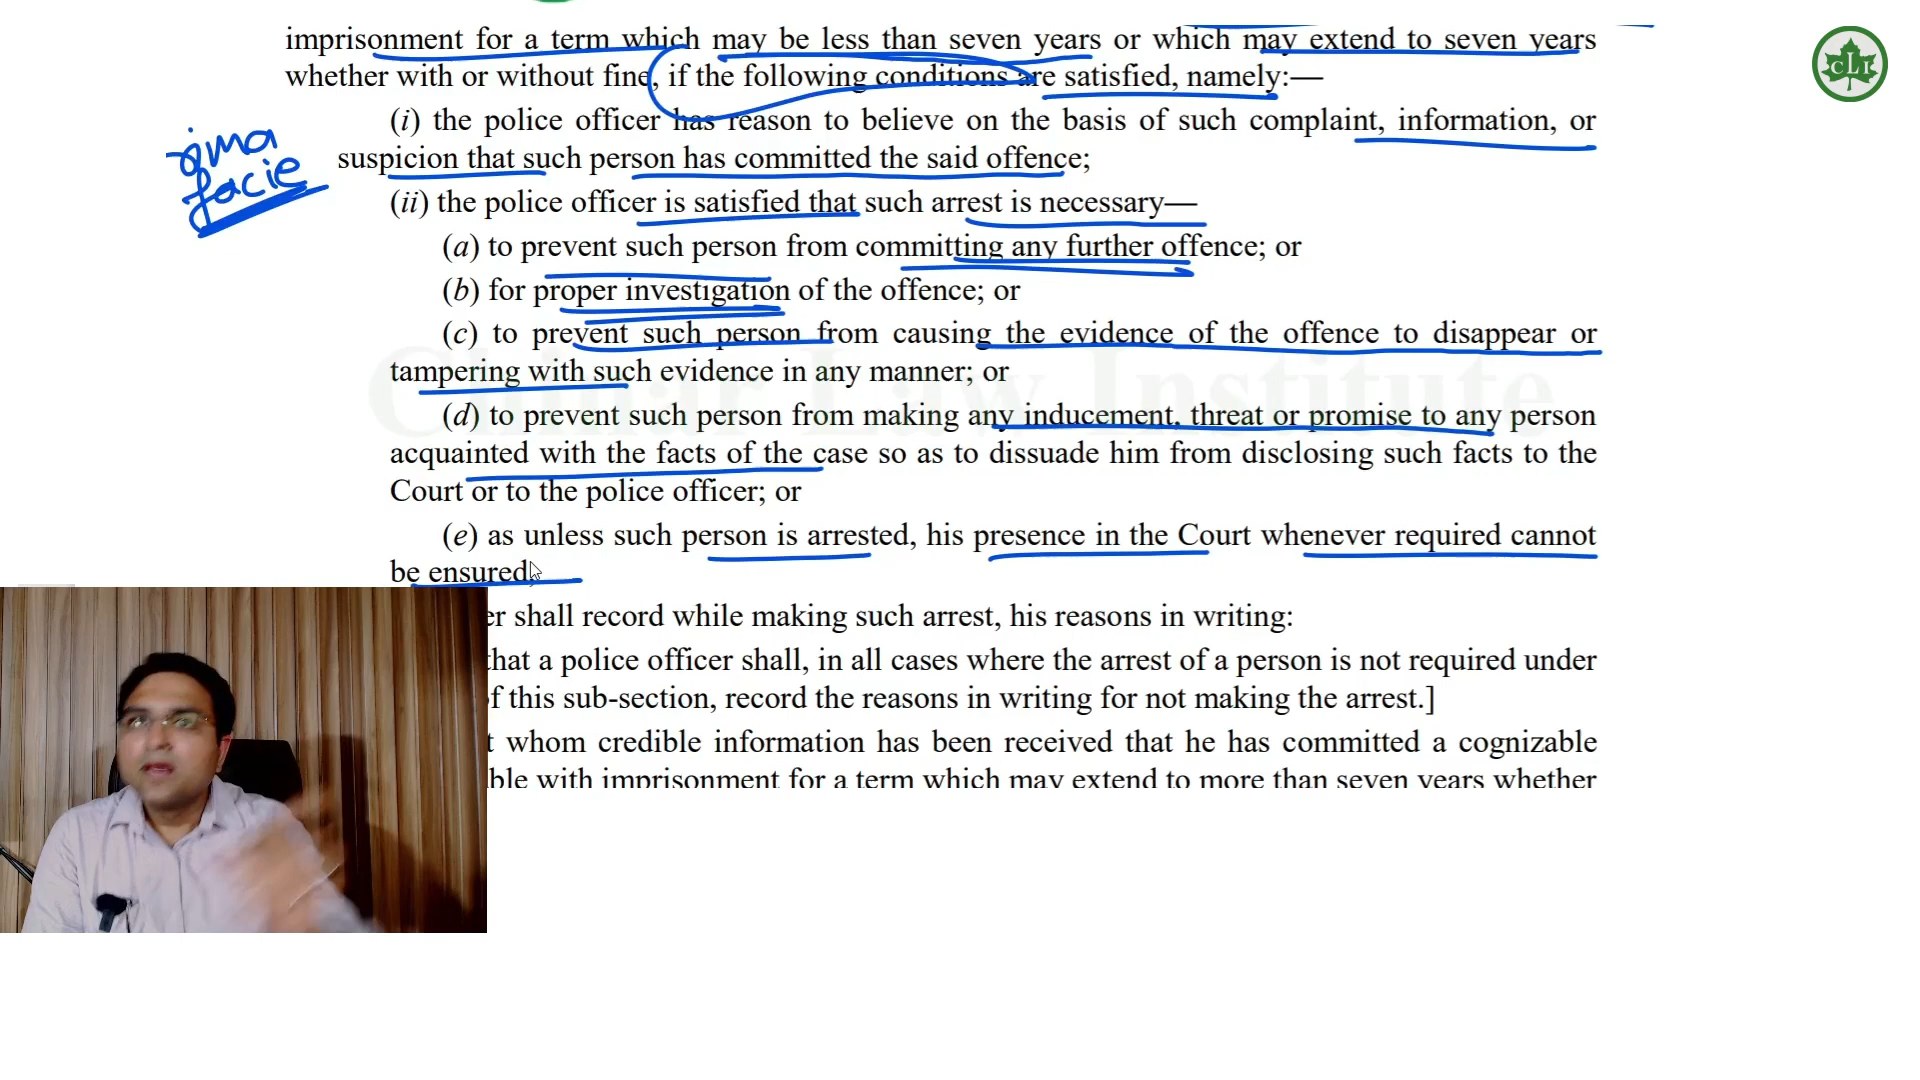 imprisonment for a term which may be less than seven years or which may extend to seven years
whether with or without fine, if the following conditions are satisfied, namely:—
cLI
(i) the police officer has reason to believe on the basis of such complaint, information, or
suspicion that such person has committed the said offence;
facie
(ii) the police officer is satisfied that such arrest is necessary—
(a) to prevent such person from committing any further offence; or
(b) for proper investigation of the offence; or
(c) to prevent such person from causing the evidence of the offence to disappear or
tampering with such evidence in any manner; or
Chinar Law Institute
(d) to prevent such person from making any inducement, threat or promise to any person
acquainted with the facts of the case so as to dissuade him from disclosing such facts to the
Court or to the police officer; or
(e) as unless such person is arrested, his presence in the Court whenever required cannot
be ensured
er shall record while making such arrest, his reasons in writing:
that a police officer shall, in all cases where the arrest of a person is not required under
of this sub-section, record the reasons in writing for not making the arrest.]
t whom credible information has been received that he has committed a cognizable
ble with imprisonment for a term which may extend to more than seven years whether